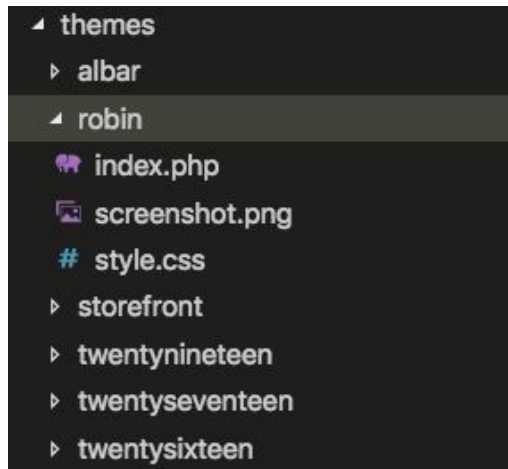 themes
albar
robin
index.php
screenshot.png
style.css
storefront
twentynineteen
twentyseventeen
twentysixteen